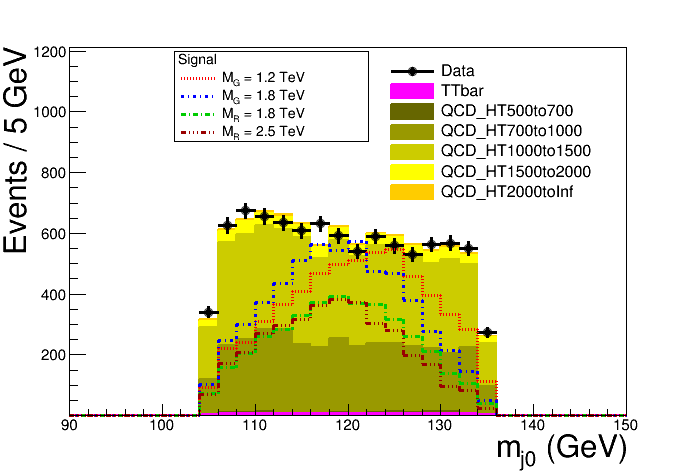 Events / 5 GeV
1200
1000
800
600
400
200
Signal
M_G = 1.2 TeV
M_G = 1.8 TeV
M_R = 1.8 TeV
M_R = 2.5 TeV
Data
TTbar
QCD_HT500to700
QCD_HT700to1000
QCD_HT1000to1500
QCD_HT1500to2000
QCD_HT2000toInf
90 100 110 120 130 140 150
m_j0 (GeV)